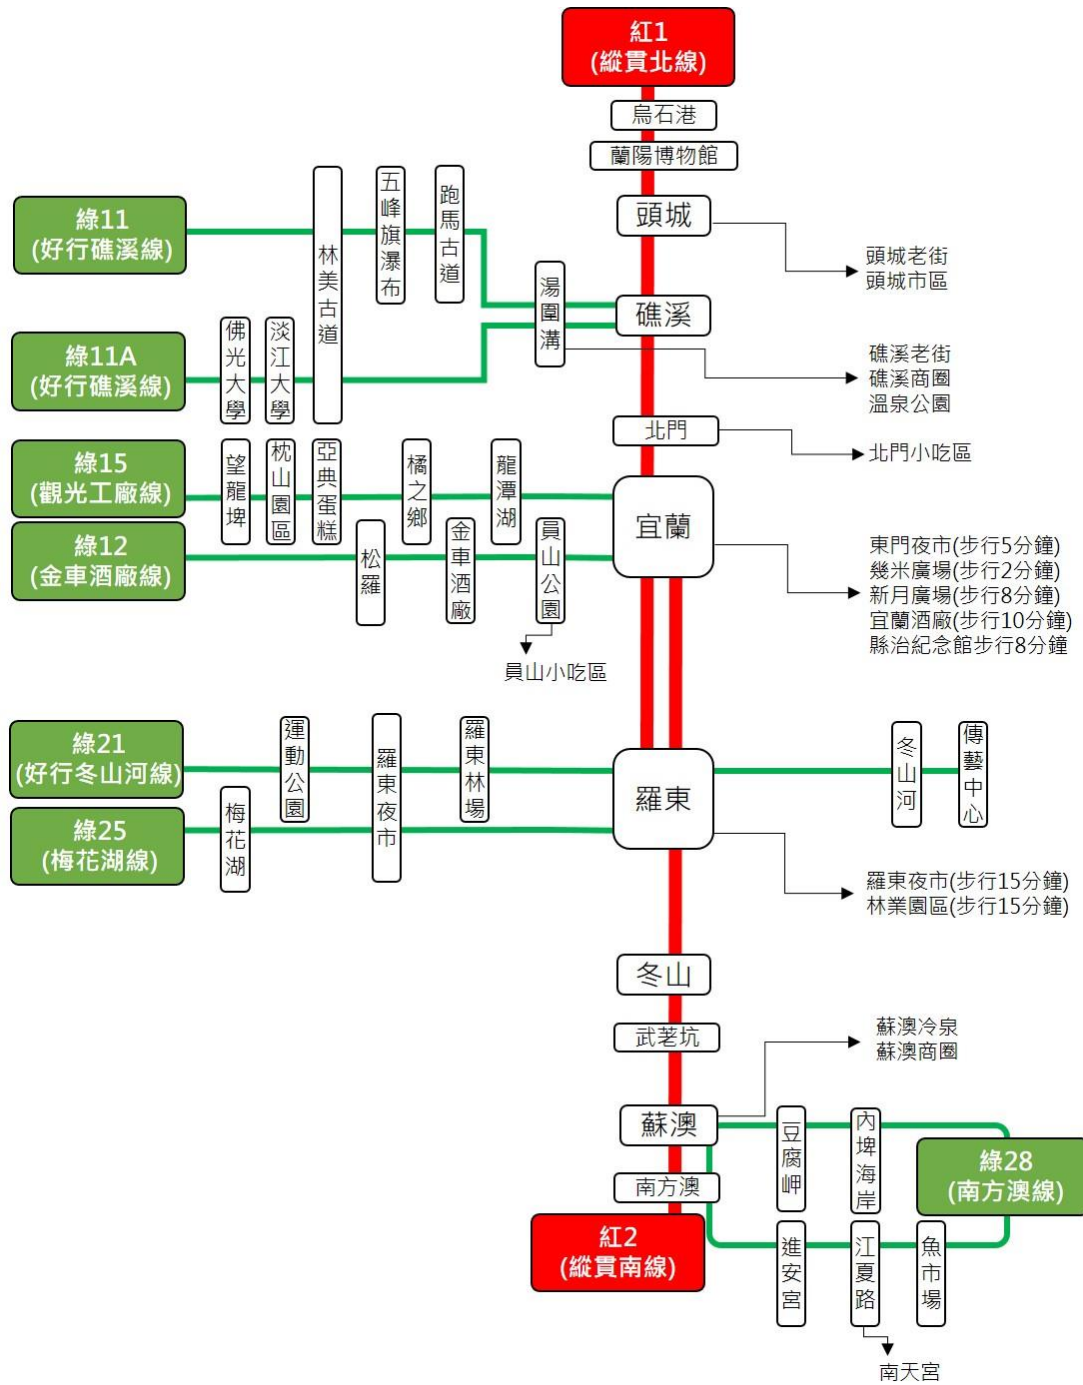 紅1
(縱貫北線)
烏石港
蘭陽博物館
頭城
頭城老街
頭城市區
綠11
(好行礁溪線)
林美古道
五峰旗瀑布
跑馬古道
湯圍溝
礁溪
綠11A
(好行礁溪線)
佛光大學
淡江大學
礁溪老街
礁溪商圈
溫泉公園
北門
北門小吃區
綠15
(觀光工廠線)
望龍埤
枕山園區
亞典蛋糕
橘之鄉
龍潭湖
宜蘭
綠12
(金車酒廠線)
松羅
金車酒廠
員山公園
員山小吃區
東門夜市(步行5分鐘)
幾米廣場(步行2分鐘)
新月廣場(步行8分鐘)
宜蘭酒廠(步行10分鐘)
縣治紀念館步行8分鐘
綠21
(好行冬山河線)
運動公園
羅東夜市
羅東林場
羅東
冬山河
傳藝中心
綠25
(梅花湖線)
梅花湖
羅東夜市(步行15分鐘)
林業園區(步行15分鐘)
冬山
武荖坑
蘇澳冷泉
蘇澳商圈
蘇澳
豆腐岬
內埤海岸
綠28
(南方澳線)
南方澳
紅2
(縱貫南線)
進安宮
江夏路
魚市場
南天宮